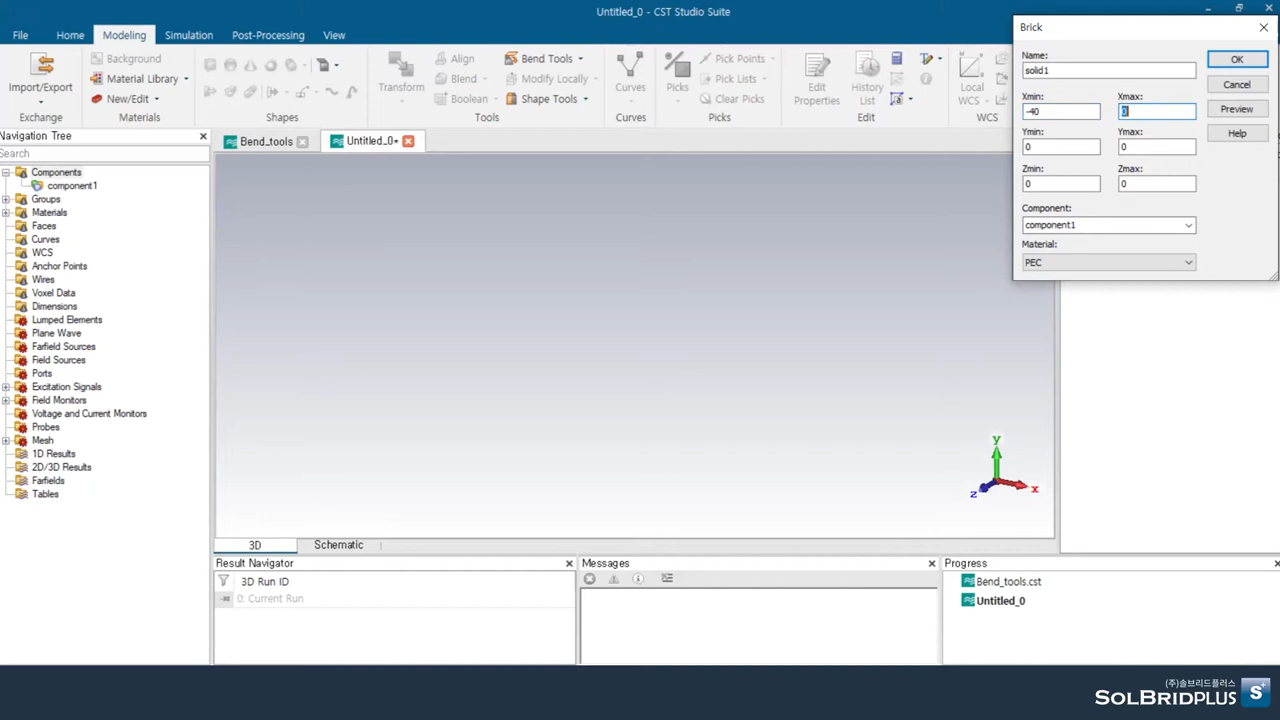 Untitled_0 - CST Studio Suite
File
Home
Modeling
Simulation
Post-Processing
View
Import/Export
Exchange
Background
Material Library
New/Edit
Materials
Shapes
Transform
Align
Blend
Boolean
Bend Tools
Modify Locally
Shape Tools
Tools
Curves
Curves
Picks
Pick Points
Pick Lists
Clear Picks
Picks
Edit
Properties
History
List
Edit
Local
WCS
WCS
Brick
Name:
solid1
OK
Cancel
Preview
Help
Xmin:
Xmax:
-40
0
Ymin:
Ymax:
0
0
Zmin:
Zmax:
0
0
Component:
component1
Material:
PEC
Navigation Tree
Search
Components
component1
Groups
Materials
Faces
Curves
WCS
Anchor Points
Wires
Voxel Data
Dimensions
Lumped Elements
Plane Wave
Farfield Sources
Field Sources
Ports
Excitation Signals
Field Monitors
Voltage and Current Monitors
Probes
Mesh
1D Results
2D/3D Results
Farfields
Tables
Bend_tools
Untitled_0*
y
x
z
3D
Schematic
Result Navigator
3D Run ID
0: Current Run
Messages
Progress
Bend_tools.cst
Untitled_0
(주)솔브리드플러스
SOLBRIDPLUS
S+